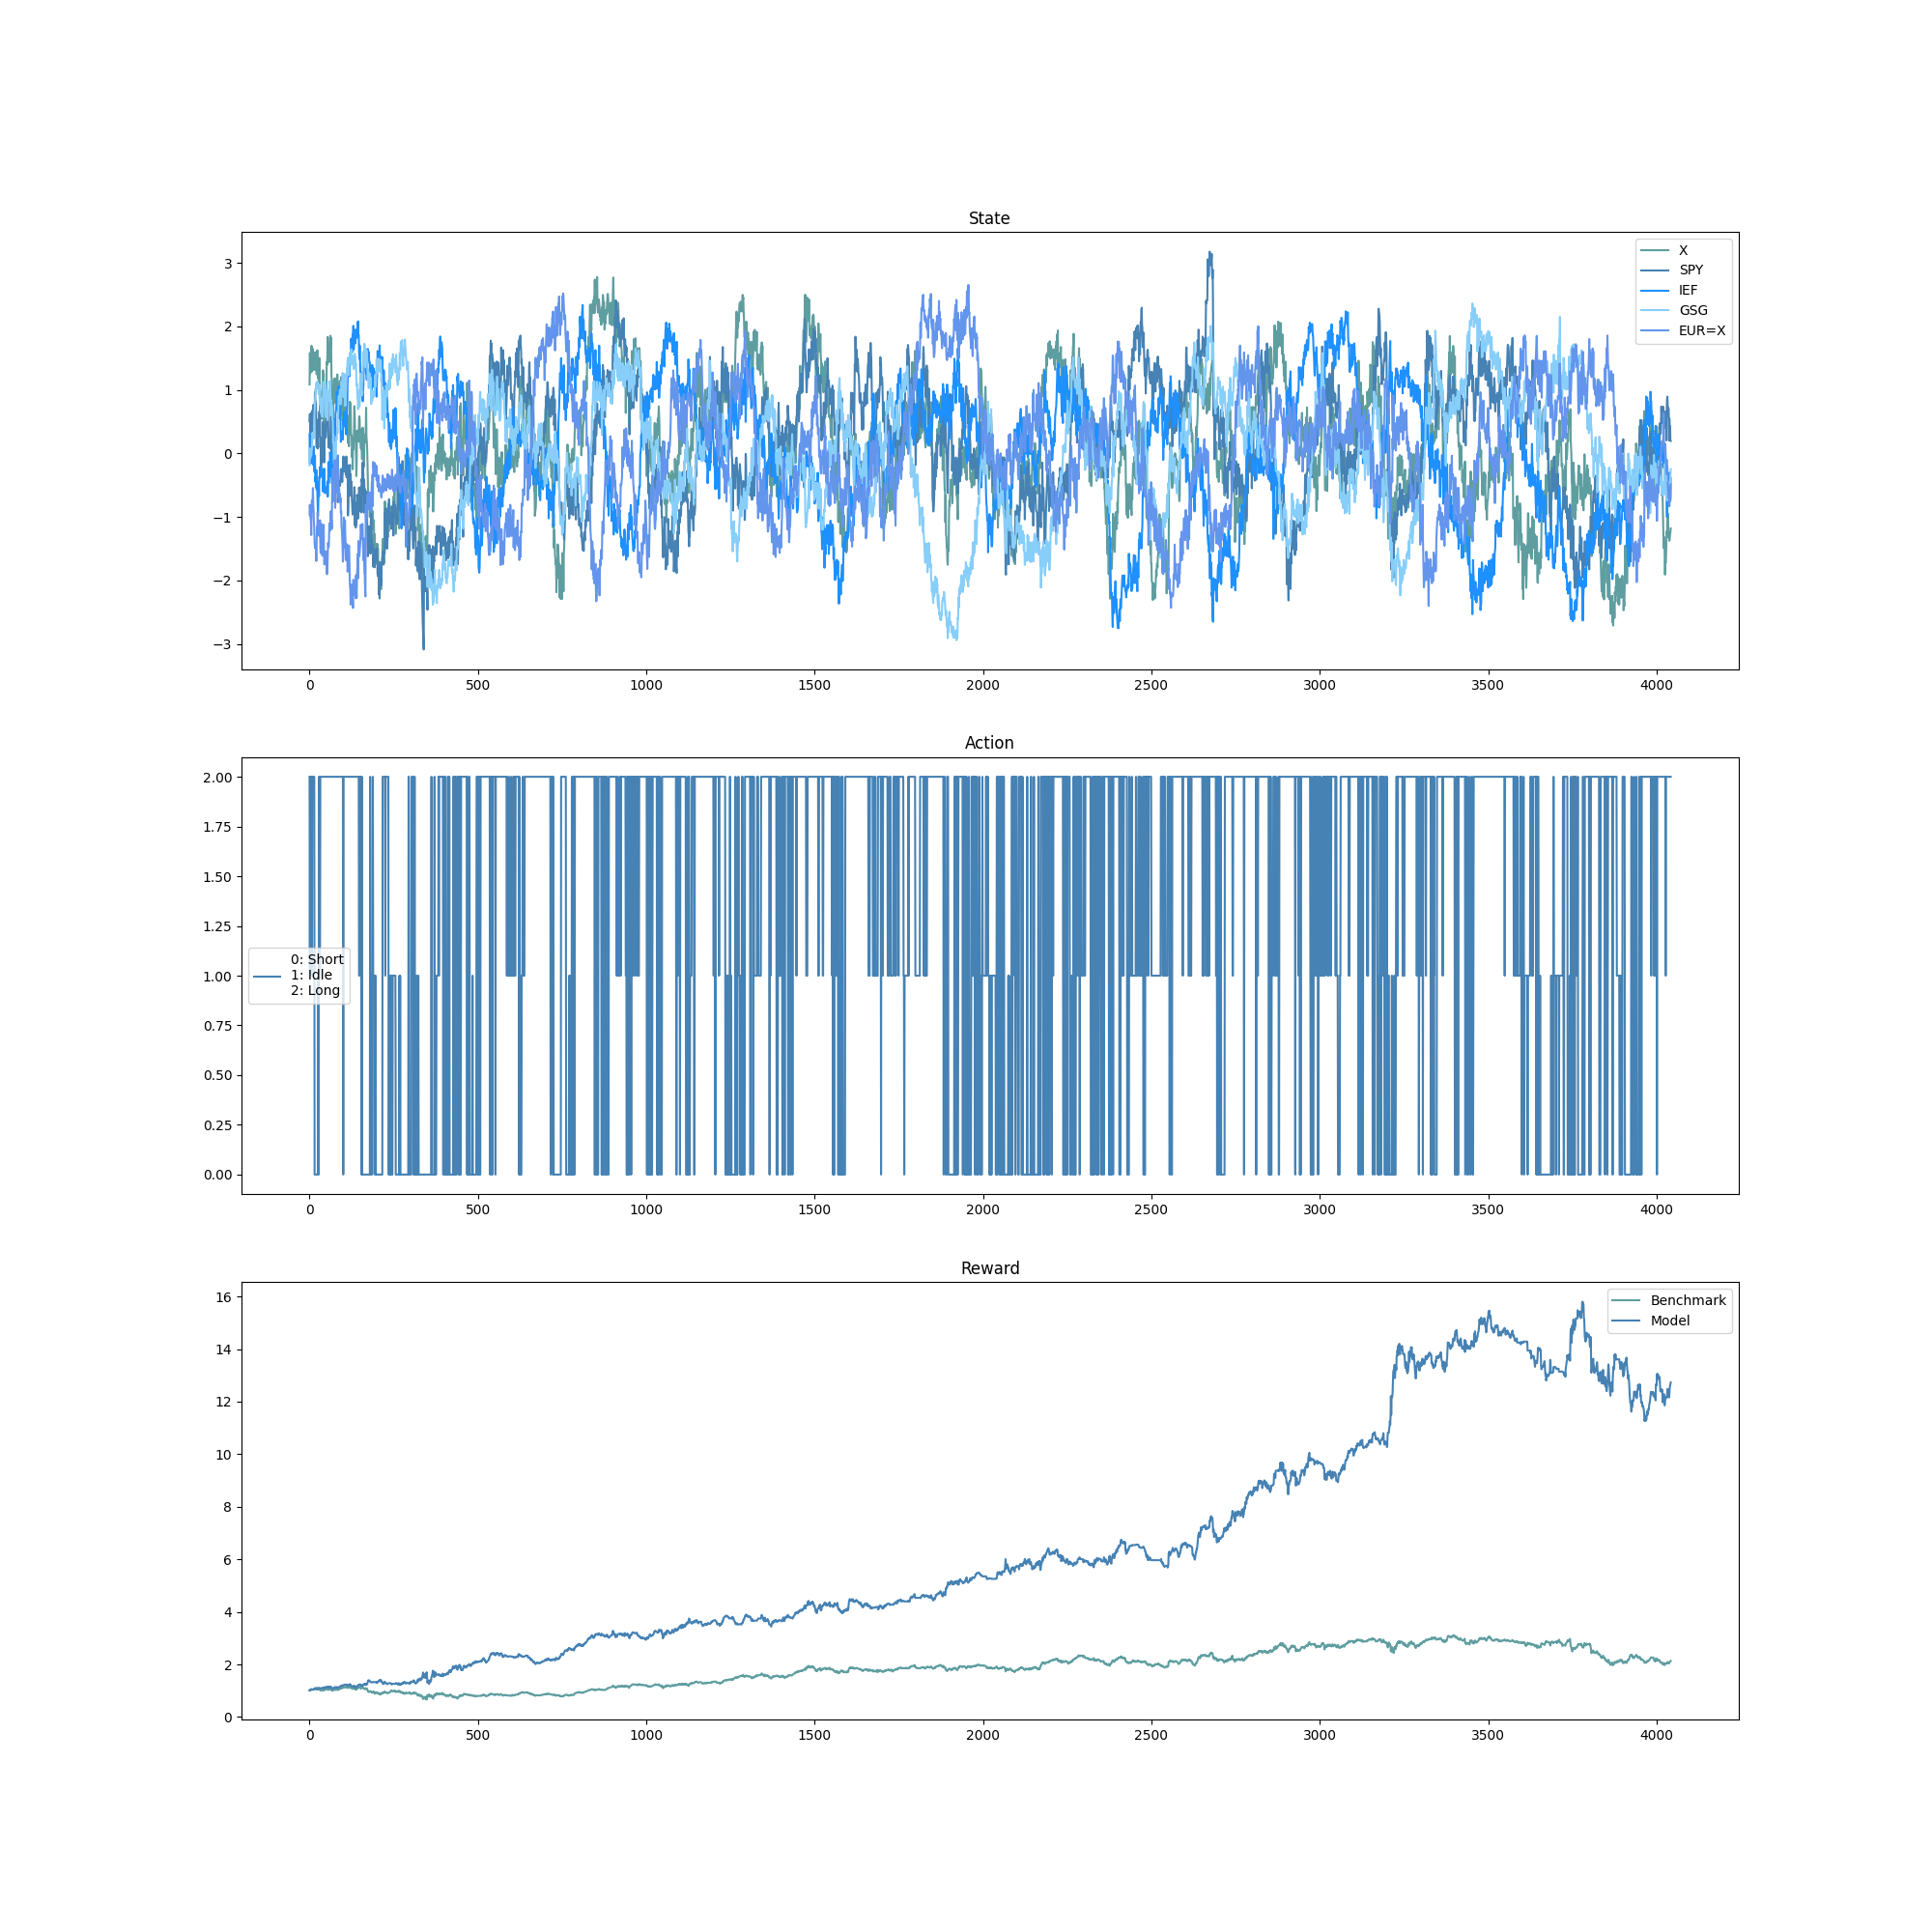 State
3
2
1
0
−1
−2
−3
X
SPY
IEF
GSG
EUR=X
0 500 1000 1500 2000 2500 3000 3500 4000
Action
2.00
1.75
1.50
1.25
1.00
0.75
0.50
0.25
0.00
0: Short
1: Idle
2: Long
0 500 1000 1500 2000 2500 3000 3500 4000
Reward
16
14
12
10
8
6
4
2
0
Benchmark
Model
0 500 1000 1500 2000 2500 3000 3500 4000